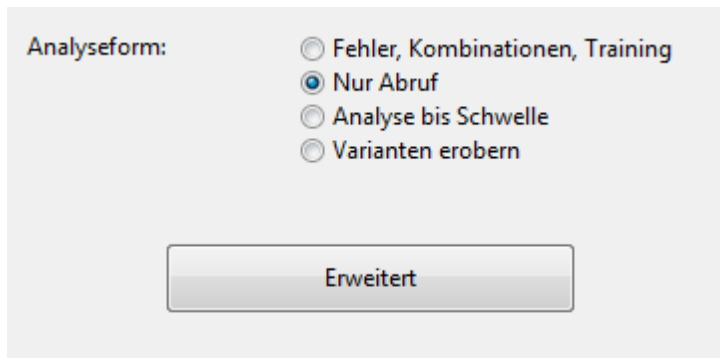 Analyseform:
Fehler, Kombinationen, Training
Nur Abruf
Analyse bis Schwelle
Varianten erobern
Erweitert